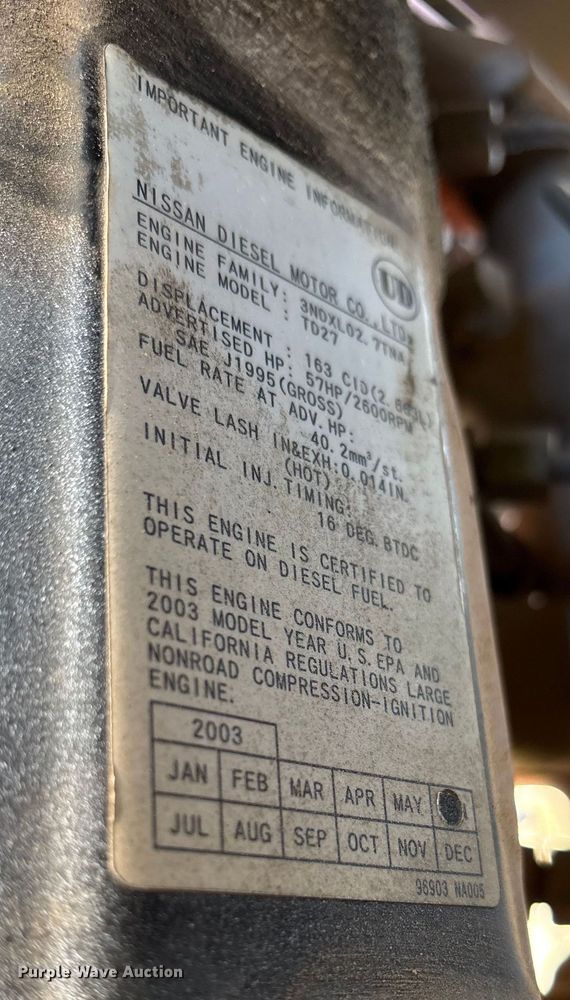 IMPORTANT ENGINE INFORMATION
UD
NISSAN DIESEL MOTOR CO.,LTD.
ENGINE FAMILY: 3NDXL02.7TNA
ENGINE MODEL : TD27
DISPLACEMENT : 163 CID(2.663L)
ADVERTISED HP: 57HP/2600RPM
SAE J1995(GROSS)
FUEL RATE AT ADV.HP:
40.2mm³/st.
VALVE LASH IN&EXH:0.014IN.
(HOT)
INITIAL INJ.TIMING:
16 DEG.BTDC
THIS ENGINE IS CERTIFIED TO
OPERATE ON DIESEL FUEL.
THIS ENGINE CONFORMS TO
2003 MODEL YEAR U.S.EPA AND
CALIFORNIA REGULATIONS LARGE
NONROAD COMPRESSION-IGNITION
ENGINE.
2003
JAN FEB MAR APR MAY
JUL AUG SEP OCT NOV DEC
96903 NA005
Purple Wave Auction